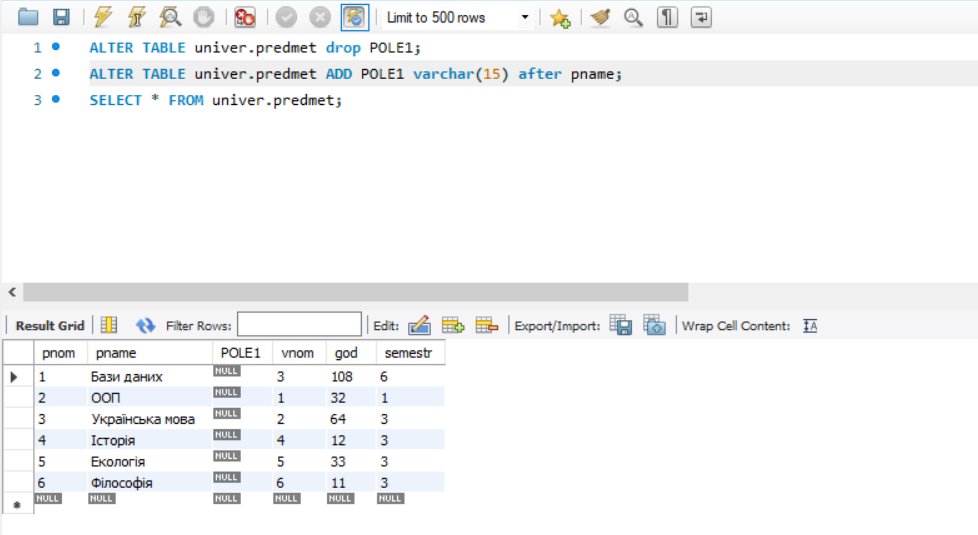 Limit to 500 rows
1 ALTER TABLE univer.predmet drop POLE1;
2 ALTER TABLE univer.predmet ADD POLE1 varchar(15) after pname;
3 SELECT * FROM univer.predmet;
Result Grid Filter Rows: Edit: Export/Import: Wrap Cell Content: IA
pnom pname POLE1 vnom god semestr
1 Бази даних NULL 3 108 6
2 ООП NULL 1 32 1
3 Українська мова NULL 2 64 3
4 Історія NULL 4 12 3
5 Екологія NULL 5 33 3
6 Філософія NULL 6 11 3
NULL NULL NULL NULL NULL NULL